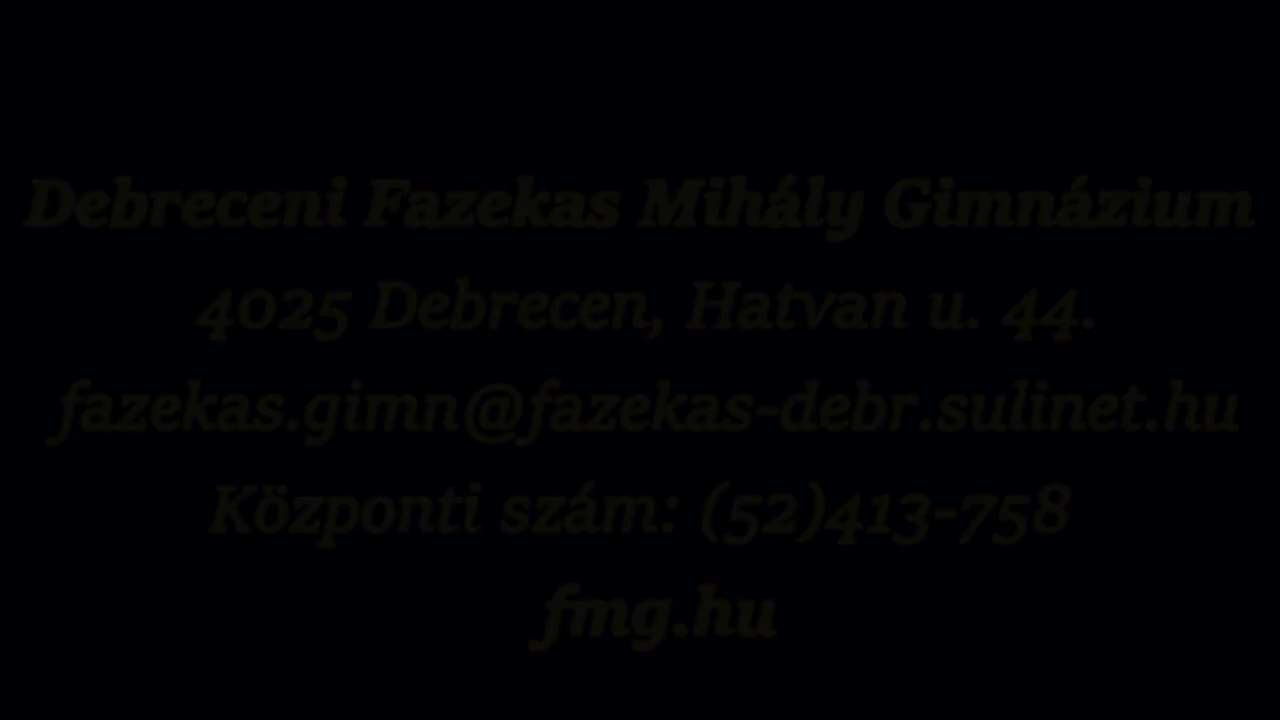 Debreceni Fazekas Mihály Gimnázium
4025 Debrecen, Hatvan u. 44.
fazekas.gimn@fazekas-debr.sulinet.hu
Központi szám: (52)413-758
fmg.hu